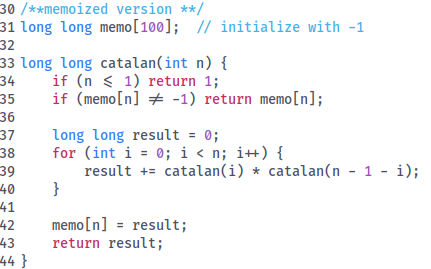 30 /**memoized version **/
31 long long memo[100];  // initialize with -1
32
33 long long catalan(int n) {
34     if (n <= 1) return 1;
35     if (memo[n] != -1) return memo[n];
36
37     long long result = 0;
38     for (int i = 0; i < n; i++) {
39         result += catalan(i) * catalan(n - 1 - i);
40     }
41
42     memo[n] = result;
43     return result;
44 }